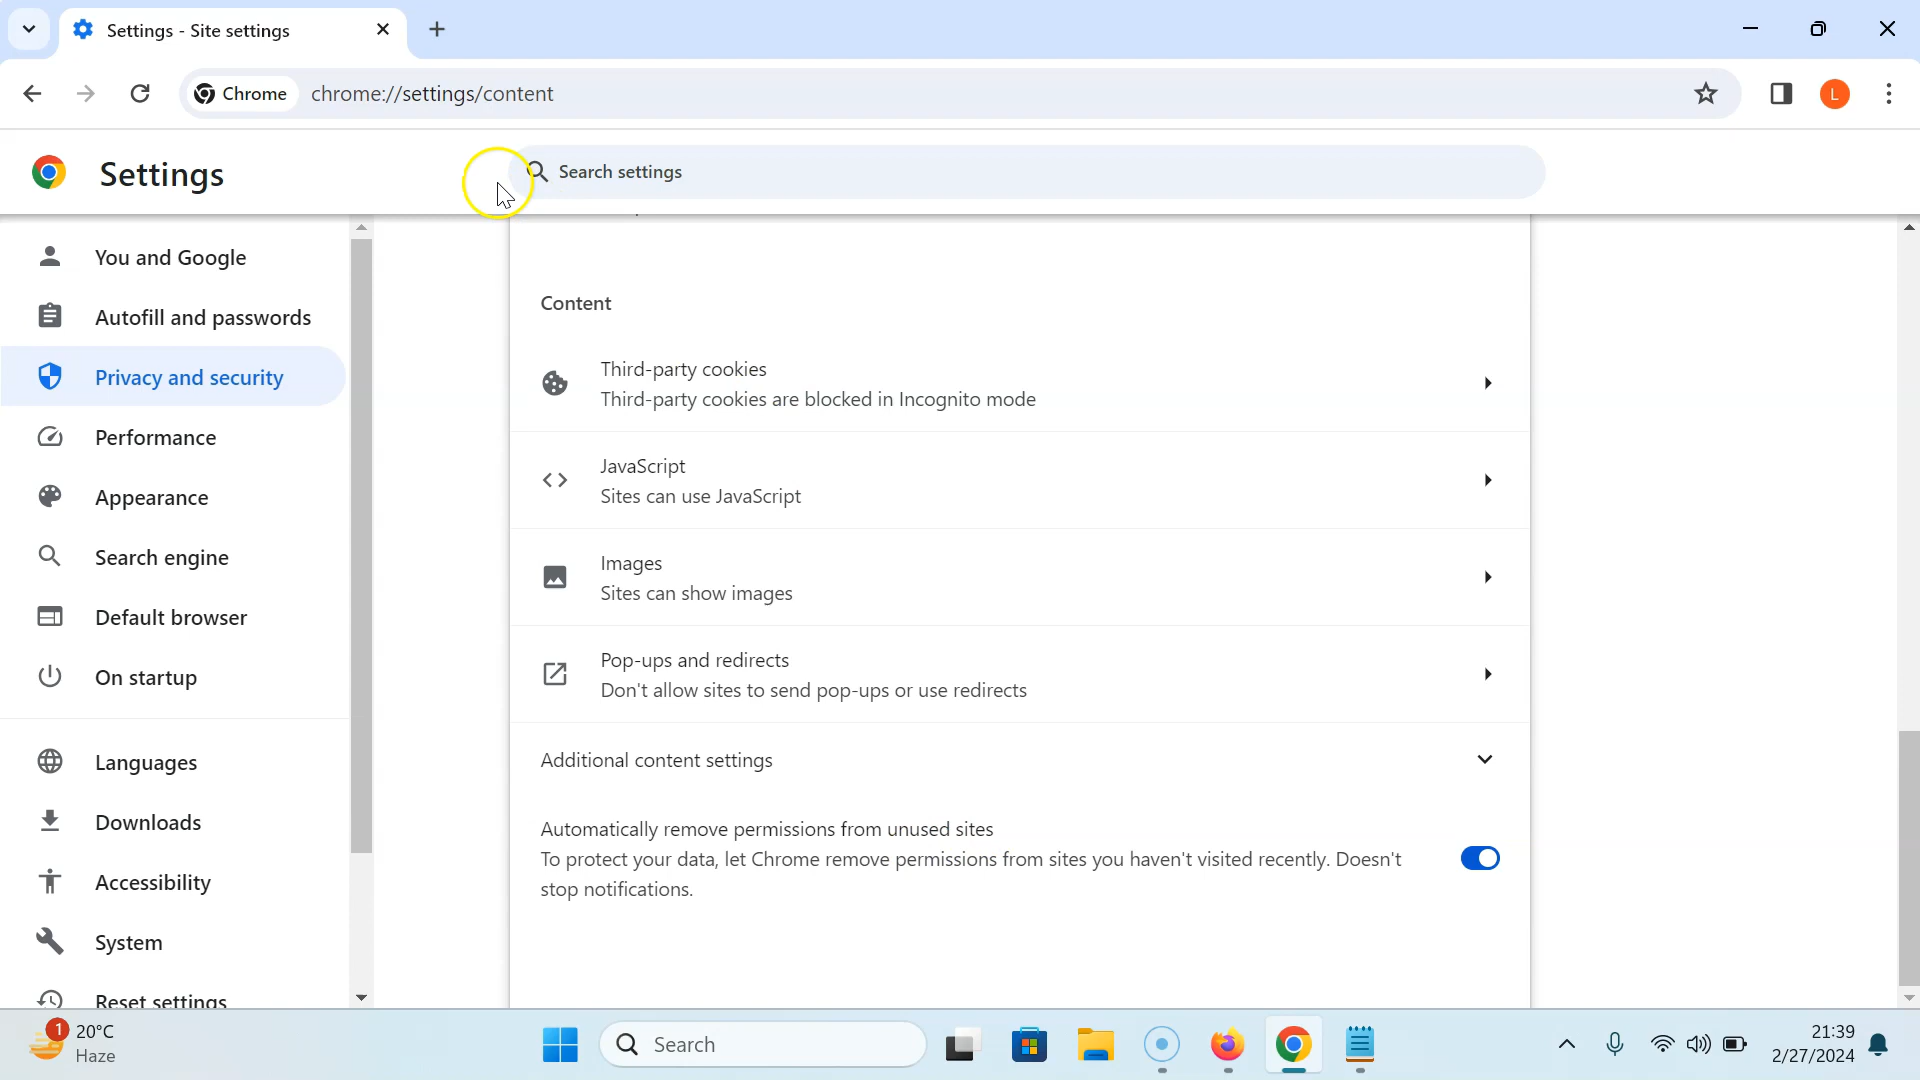 Settings - Site settings
Chrome
chrome://settings/content
L
Settings
Search settings
You and Google
Autofill and passwords
Privacy and security
Performance
Appearance
Search engine
Default browser
On startup
Languages
Downloads
Accessibility
System
Reset settings
Content
Third-party cookies
Third-party cookies are blocked in Incognito mode
JavaScript
Sites can use JavaScript
Images
Sites can show images
Pop-ups and redirects
Don't allow sites to send pop-ups or use redirects
Additional content settings
Automatically remove permissions from unused sites
To protect your data, let Chrome remove permissions from sites you haven't visited recently. Doesn't
stop notifications.
1
20°C
Haze
Search
21:39
2/27/2024